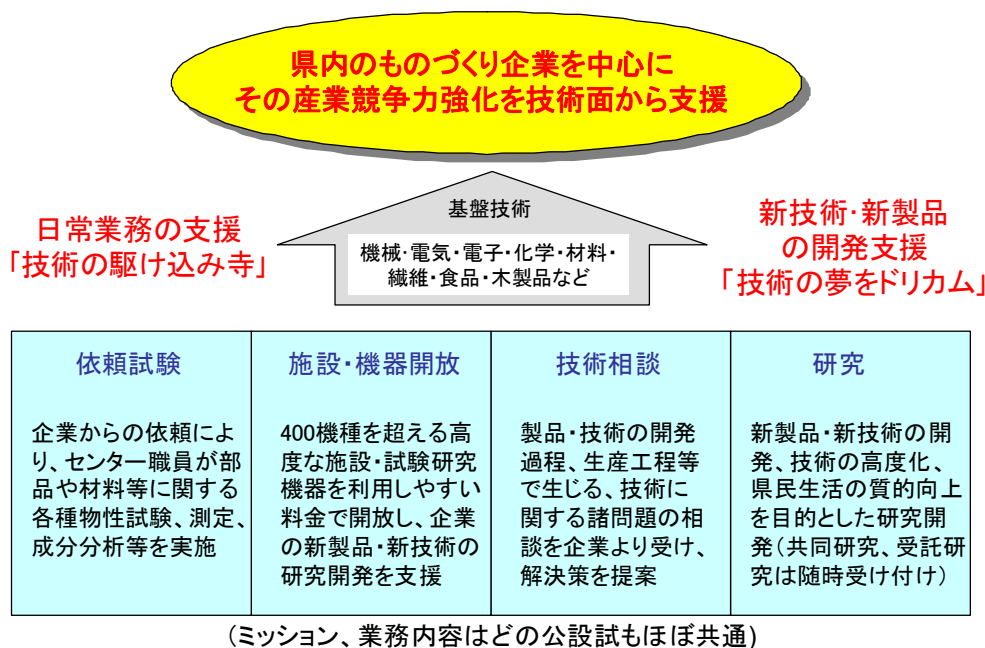 県内のものづくり企業を中心に
その産業競争力強化を技術面から支援
基盤技術
機械・電気・電子・化学・材料・
繊維・食品・木製品など
日常業務の支援
「技術の駆け込み寺」
新技術・新製品
の開発支援
「技術の夢をドリカム」
依頼試験
企業からの依頼によ
り、センター職員が部
品や材料等に関する
各種物性試験、測定、
成分分析等を実施
施設・機器開放
400機種を超える高
度な施設・試験研究
機器を利用しやすい
料金で開放し、企業
の新製品・新技術の
研究開発を支援
技術相談
製品・技術の開発
過程、生産工程等
で生じる、技術に
関する諸問題の相
談を企業より受け、
解決策を提案
研究
新製品・新技術の開
発、技術の高度化、
県民生活の質的向上
を目的とした研究開
発(共同研究、受託研
究は随時受け付け)
(ミッション、業務内容はどの公設試もほぼ共通)